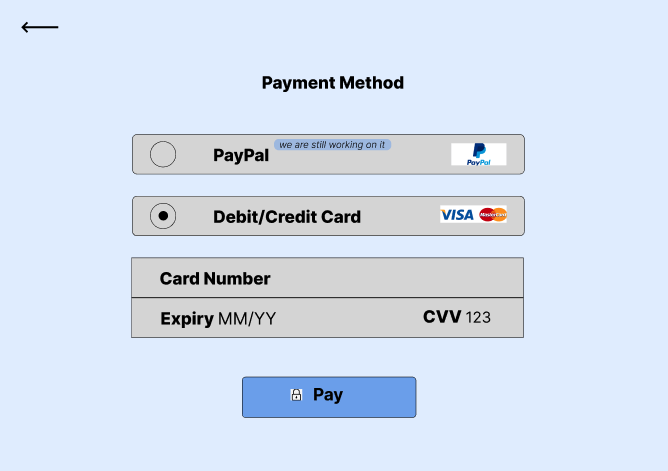 Payment Method
PayPal we are still working on it PayPal
Debit/Credit Card VISA MasterCard
Card Number
Expiry MM/YY CVV 123
Pay